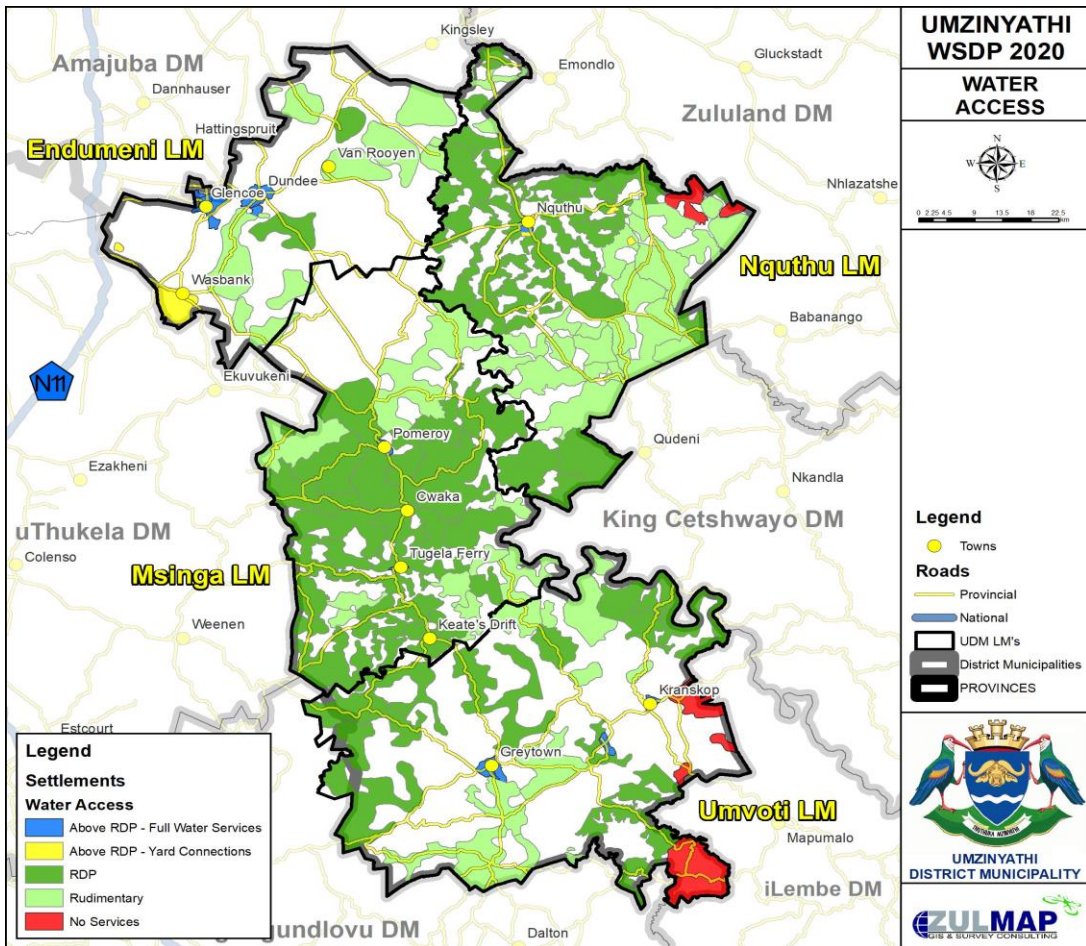 UMZINYATHI
WSDP 2020
WATER
ACCESS
N
W
E
S
0 2.25 4.5 9 13.5 18 22.5
Kingsley
Amajuba DM
Dannhauser
Emondlo
Gluckstadt
Zululand DM
Hattingspruit
Endumeni LM
Van Rooyen
Dundee
Glencoe
Nhlazatshe
Nquthu
Nquthu LM
Wasbank
Babanango
N11
Ekuvukeni
Pomeroy
Qudeni
Ezakheni
Nkandla
Cwaka
King Cetshwayo DM
uThukela DM
Colenso
Tugela Ferry
Msinga LM
Weenen
Keate's Drift
Kranskop
Estcourt
Greytown
Umvoti LM
Mapumalo
iLembe DM
gundlovu DM
Dalton
Legend
Settlements
Water Access
Above RDP - Full Water Services
Above RDP - Yard Connections
RDP
Rudimentary
No Services
Legend
Towns
Roads
Provincial
National
UDM LM's
District Municipalities
PROVINCES
UMZINYATHI
DISTRICT MUNICIPALITY
ZULMAP
GIS & SURVEY CONSULTING